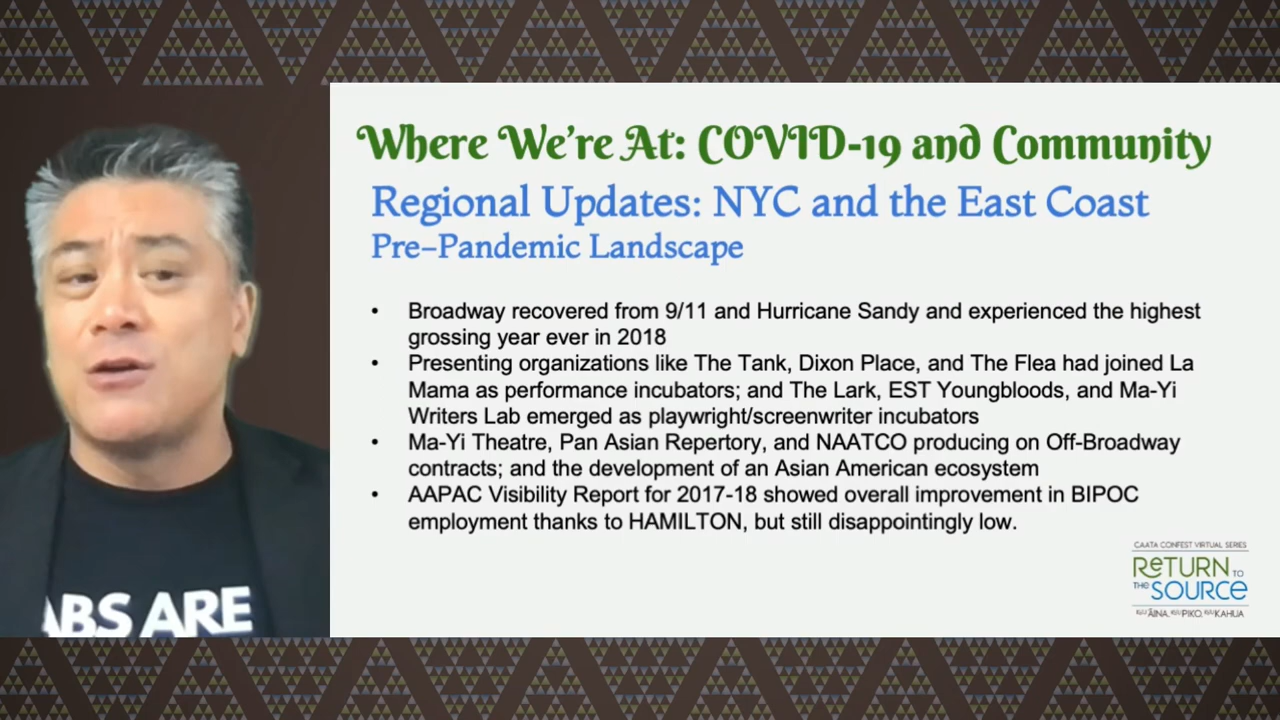 Where We're At: COVID-19 and Community
Regional Updates: NYC and the East Coast
Pre-Pandemic Landscape
• Broadway recovered from 9/11 and Hurricane Sandy and experienced the highest
grossing year ever in 2018
• Presenting organizations like The Tank, Dixon Place, and The Flea had joined La
Mama as performance incubators; and The Lark, EST Youngbloods, and Ma-Yi
Writers Lab emerged as playwright/screenwriter incubators
• Ma-Yi Theatre, Pan Asian Repertory, and NAATCO producing on Off-Broadway
contracts; and the development of an Asian American ecosystem
• AAPAC Visibility Report for 2017-18 showed overall improvement in BIPOC
employment thanks to HAMILTON, but still disappointingly low.
ABS ARE
CAATA CONFEST VIRTUAL SERIES
ReTURN TO
THE SOURCE
ĀINA, PIKO, KAHUA